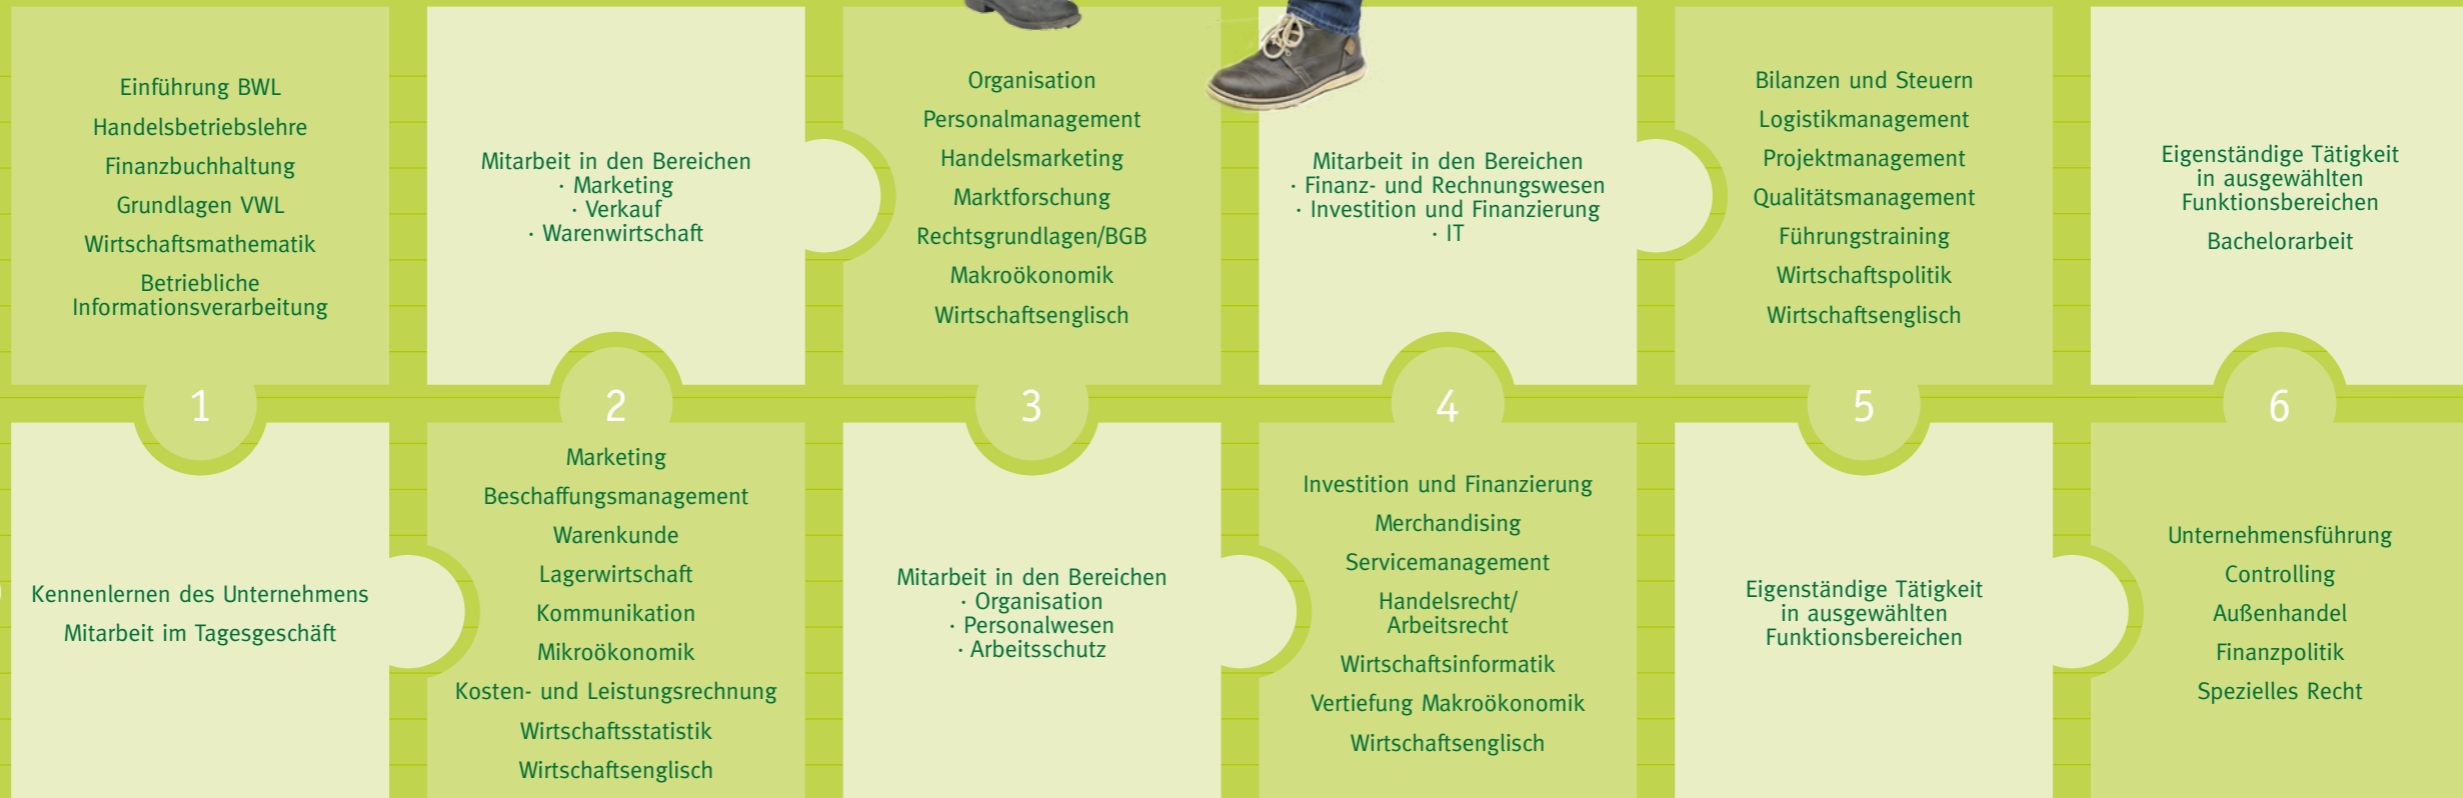 Einführung BWL
Handelsbetriebslehre
Finanzbuchhaltung
Grundlagen VWL
Wirtschaftsmathematik
Betriebliche
Informationsverarbeitung
1
Kennenlernen des Unternehmens
Mitarbeit im Tagesgeschäft
Mitarbeit in den Bereichen
· Marketing
· Verkauf
· Warenwirtschaft
2
Marketing
Beschaffungsmanagement
Warenkunde
Lagerwirtschaft
Kommunikation
Mikroökonomik
Kosten- und Leistungsrechnung
Wirtschaftsstatistik
Wirtschaftsenglisch
Organisation
Personalmanagement
Handelsmarketing
Marktforschung
Rechtsgrundlagen/BGB
Makroökonomik
Wirtschaftsenglisch
3
Mitarbeit in den Bereichen
· Organisation
· Personalwesen
· Arbeitsschutz
Mitarbeit in den Bereichen
· Finanz- und Rechnungswesen
· Investition und Finanzierung
· IT
4
Investition und Finanzierung
Merchandising
Servicemanagement
Handelsrecht/
Arbeitsrecht
Wirtschaftsinformatik
Vertiefung Makroökonomik
Wirtschaftsenglisch
Bilanzen und Steuern
Logistikmanagement
Projektmanagement
Qualitätsmanagement
Führungstraining
Wirtschaftspolitik
Wirtschaftsenglisch
5
Eigenständige Tätigkeit
in ausgewählten
Funktionsbereichen
Eigenständige Tätigkeit
in ausgewählten
Funktionsbereichen
Bachelorarbeit
6
Unternehmensführung
Controlling
Außenhandel
Finanzpolitik
Spezielles Recht